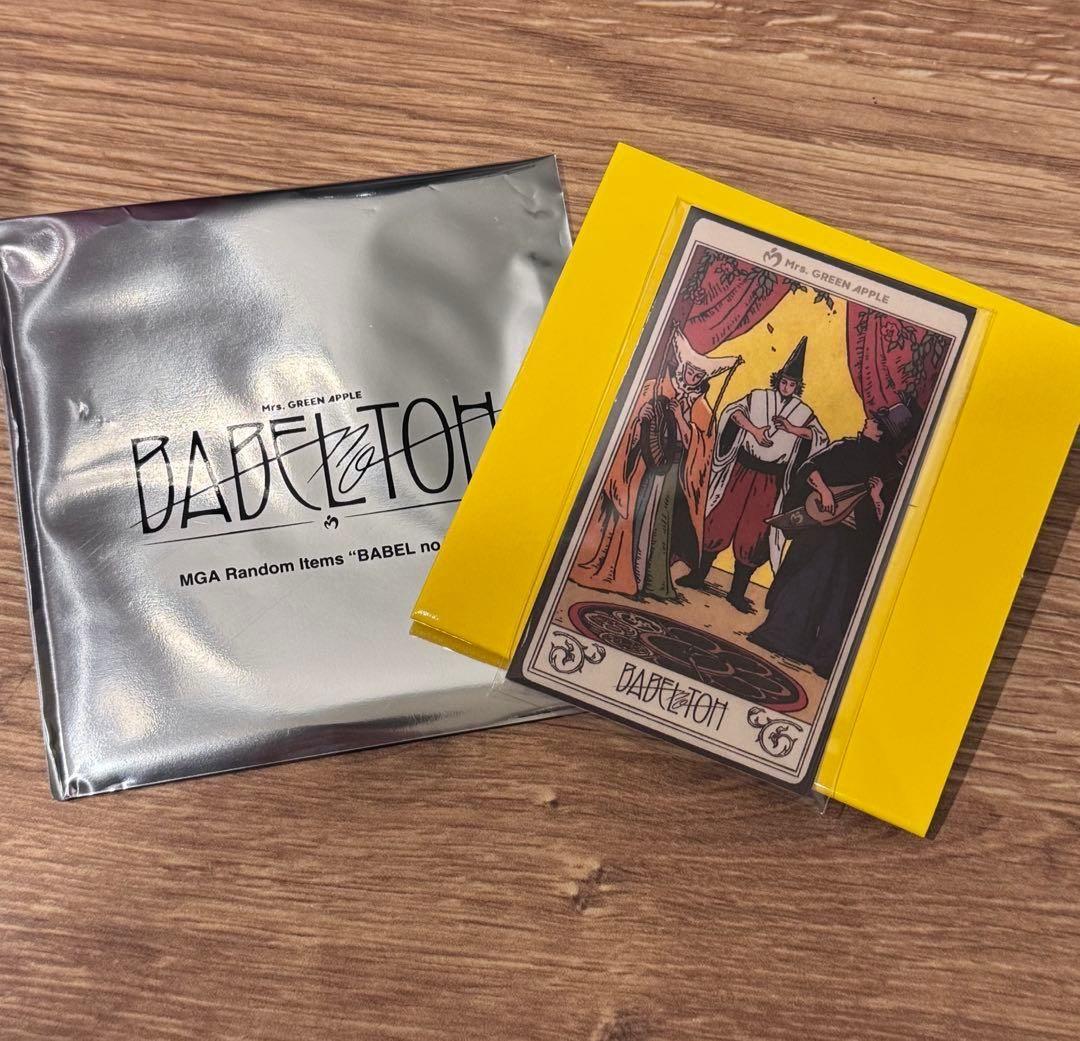 Mrs. GREEN APPLE
BABEL no TOH
MGA Random Items “BABEL no
Mrs. GREEN APPLE
BABEL no TOH